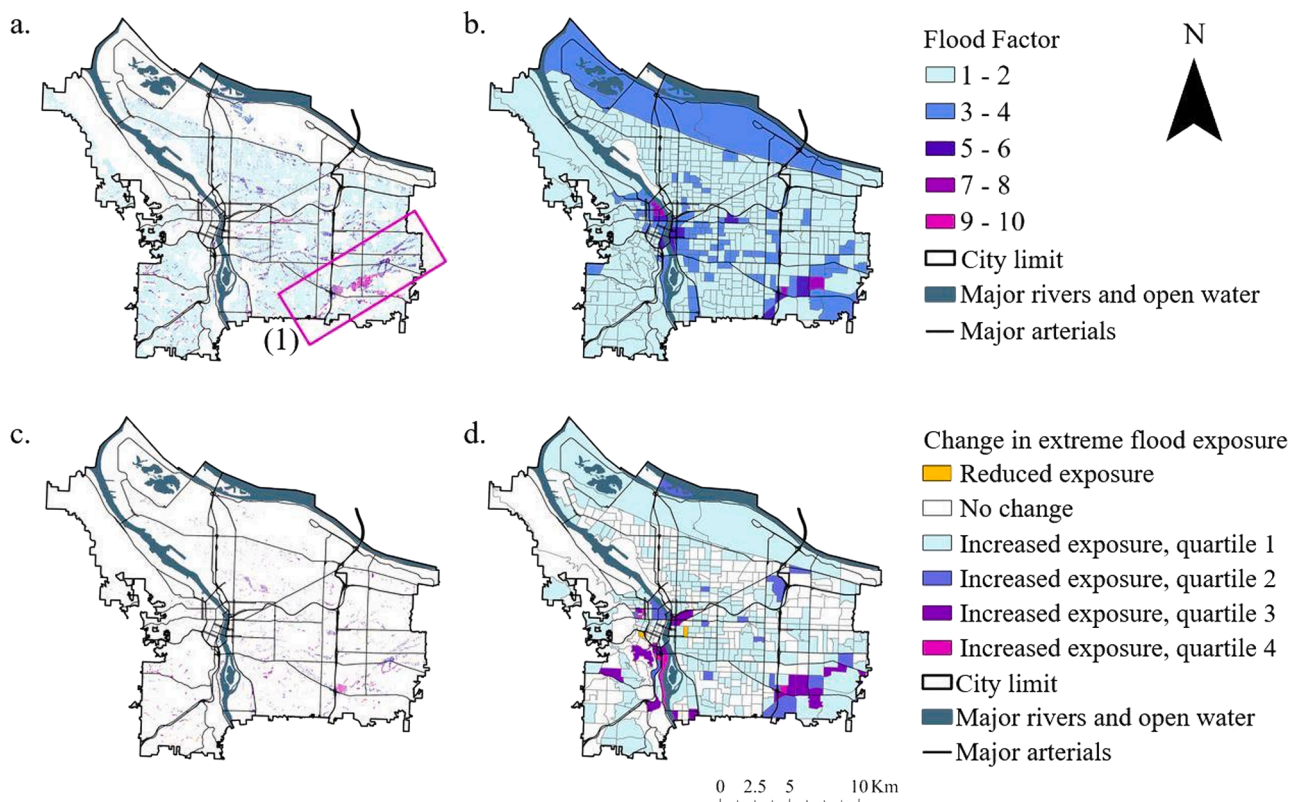 a.
b.
(1)
Flood Factor
1 - 2
3 - 4
5 - 6
7 - 8
9 - 10
City limit
Major rivers and open water
Major arterials
N
c.
d.
Change in extreme flood exposure
Reduced exposure
No change
Increased exposure, quartile 1
Increased exposure, quartile 2
Increased exposure, quartile 3
Increased exposure, quartile 4
City limit
Major rivers and open water
Major arterials
0 2.5 5 10 Km